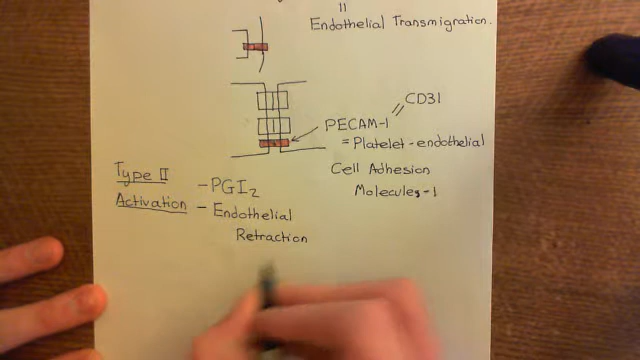 Endothelial Transmigration.
CD31
PECAM-1
= Platelet-endothelial
Cell Adhesion
Molecules-1
Type II
Activation
- PGI2
- Endothelial
Retraction